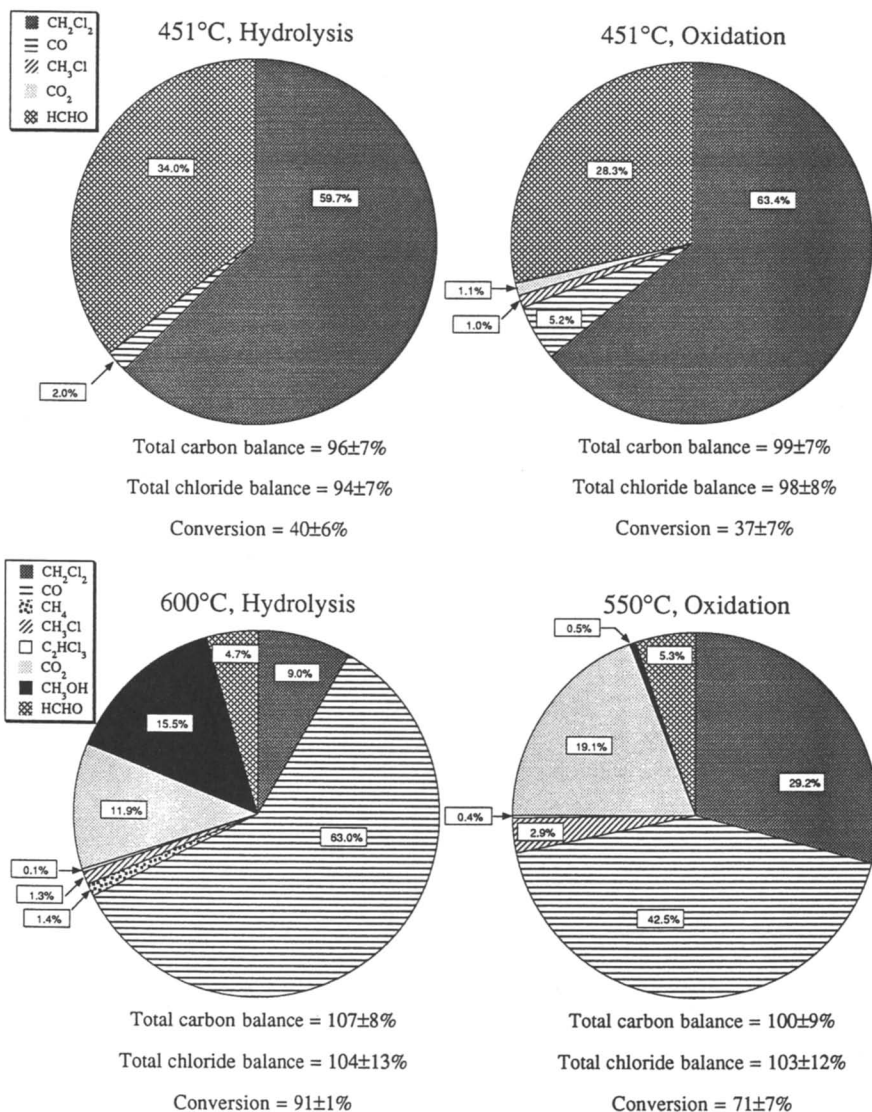 CH2Cl2
CO
CH3Cl
CO2
HCHO
451°C, Hydrolysis
34.0%
59.7%
2.0%
Total carbon balance = 96±7%
Total chloride balance = 94±7%
Conversion = 40±6%
451°C, Oxidation
28.3%
63.4%
1.1%
1.0%
5.2%
Total carbon balance = 99±7%
Total chloride balance = 98±8%
Conversion = 37±7%
CH2Cl2
CO
CH4
CH3Cl
C2HCl3
CO2
CH3OH
HCHO
600°C, Hydrolysis
4.7%
9.0%
15.5%
11.9%
63.0%
0.1%
1.3%
1.4%
Total carbon balance = 107±8%
Total chloride balance = 104±13%
Conversion = 91±1%
550°C, Oxidation
0.5%
5.3%
19.1%
29.2%
0.4%
2.9%
42.5%
Total carbon balance = 100±9%
Total chloride balance = 103±12%
Conversion = 71±7%